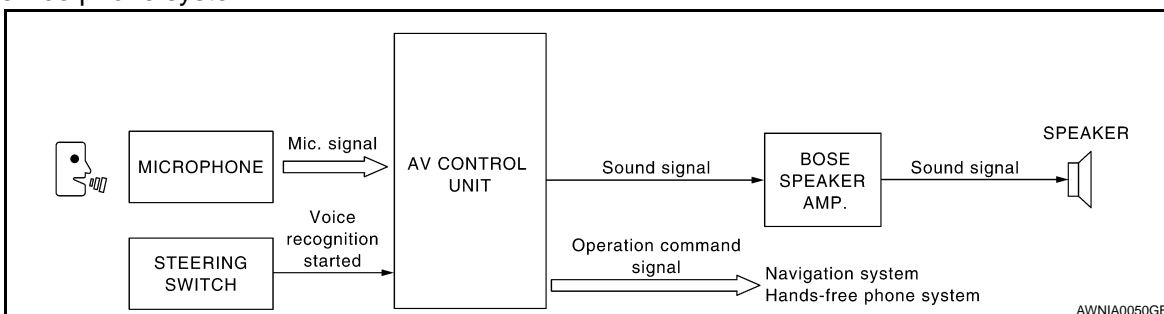 MICROPHONE
Mic. signal
STEERING
SWITCH
Voice
recognition
started
AV CONTROL
UNIT
Sound signal
BOSE
SPEAKER
AMP.
Sound signal
SPEAKER
Operation command
signal
Navigation system
Hands-free phone system